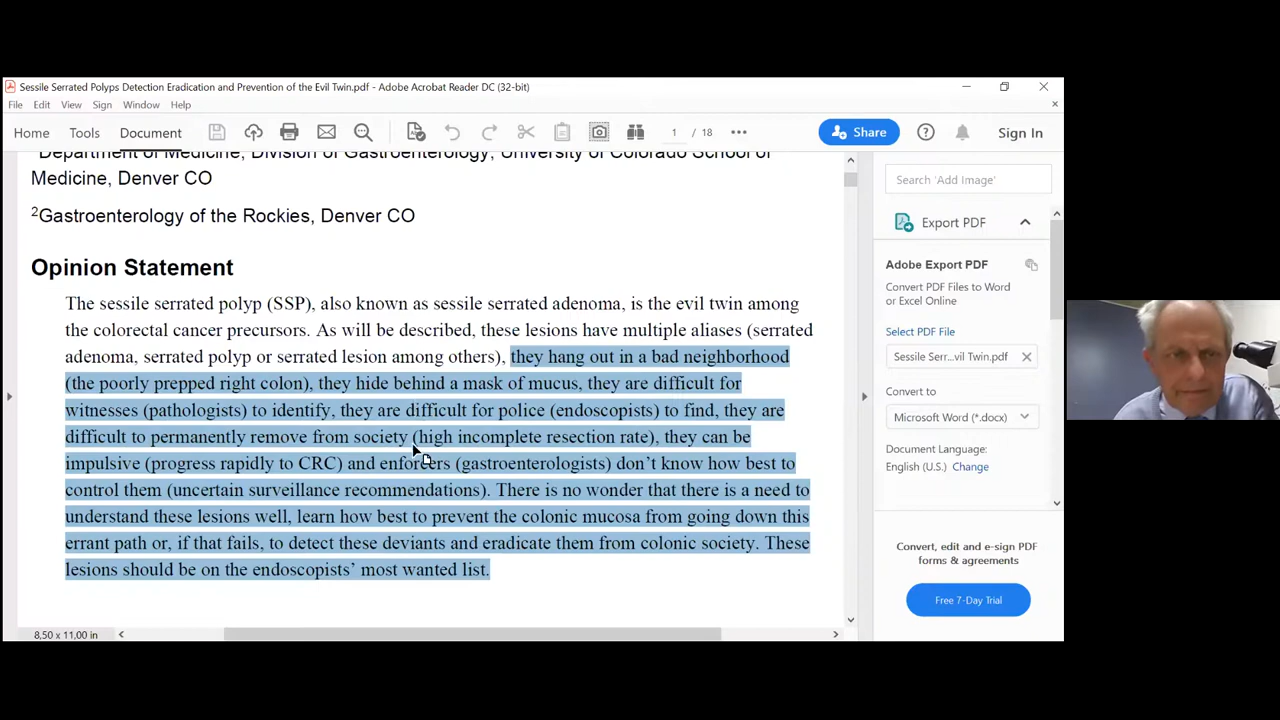 Sessile Serrated Polyps Detection Eradication and Prevention of the Evil Twin.pdf - Adobe Acrobat Reader DC (32-bit)
File Edit View Sign Window Help
Home Tools Document 1 / 18 Share Sign In
Department of Medicine, Division of Gastroenterology, University of Colorado School of
Medicine, Denver CO
2Gastroenterology of the Rockies, Denver CO
Opinion Statement
The sessile serrated polyp (SSP), also known as sessile serrated adenoma, is the evil twin among
the colorectal cancer precursors. As will be described, these lesions have multiple aliases (serrated
adenoma, serrated polyp or serrated lesion among others), they hang out in a bad neighborhood
(the poorly prepped right colon), they hide behind a mask of mucus, they are difficult for
witnesses (pathologists) to identify, they are difficult for police (endoscopists) to find, they are
difficult to permanently remove from society (high incomplete resection rate), they can be
impulsive (progress rapidly to CRC) and enforcers (gastroenterologists) don't know how best to
control them (uncertain surveillance recommendations). There is no wonder that there is a need to
understand these lesions well, learn how best to prevent the colonic mucosa from going down this
errant path or, if that fails, to detect these deviants and eradicate them from colonic society. These
lesions should be on the endoscopists' most wanted list.
8,50 x 11,00 in
Search 'Add Image'
Export PDF
Adobe Export PDF
Convert PDF Files to Word
or Excel Online
Select PDF File
Sessile Serr...vil Twin.pdf
Convert to
Microsoft Word (*.docx)
Document Language:
English (U.S.) Change
Convert, edit and e-sign PDF
forms & agreements
Free 7-Day Trial